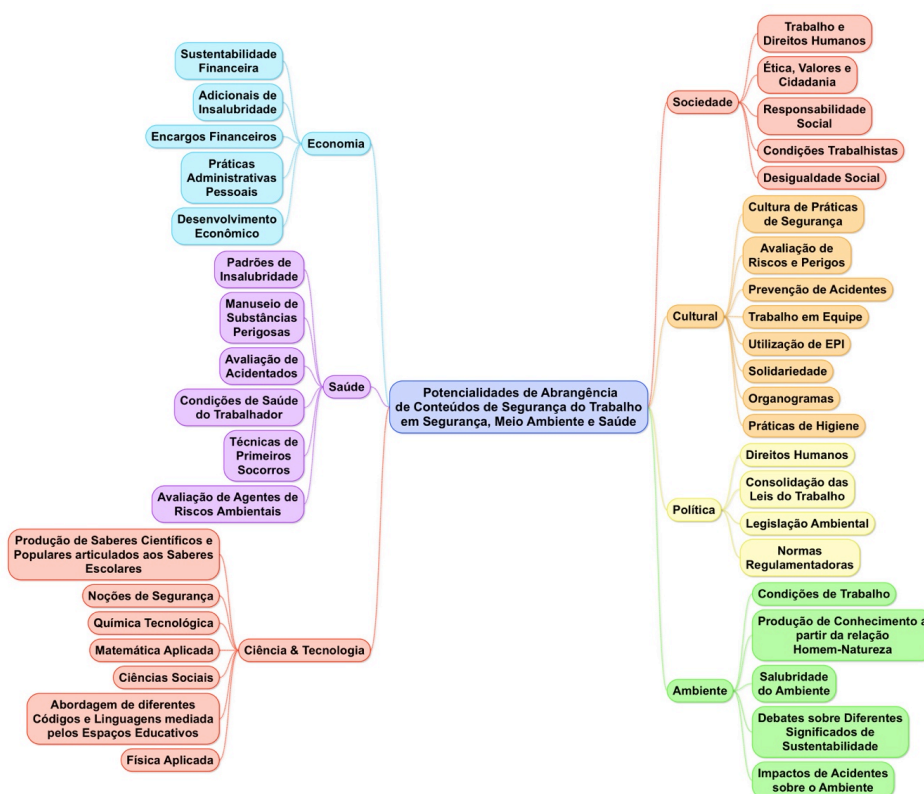 Potencialidades de Abrangência
de Conteúdos de Segurança do Trabalho
em Segurança, Meio Ambiente e Saúde
Economia
Sustentabilidade
Financeira
Adicionais de
Insalubridade
Encargos Financeiros
Práticas
Administrativas
Pessoais
Desenvolvimento
Econômico
Saúde
Padrões de
Insalubridade
Manuseio de
Substâncias
Perigosas
Avaliação de
Acidentados
Condições de Saúde
do Trabalhador
Técnicas de
Primeiros
Socorros
Avaliação de Agentes de
Riscos Ambientais
Ciência & Tecnologia
Produção de Saberes Científicos e
Populares articulados aos Saberes
Escolares
Noções de Segurança
Química Tecnológica
Matemática Aplicada
Ciências Sociais
Abordagem de diferentes
Códigos e Linguagens mediada
pelos Espaços Educativos
Física Aplicada
Sociedade
Trabalho e
Direitos Humanos
Ética, Valores e
Cidadania
Responsabilidade
Social
Condições Trabalhistas
Desigualdade Social
Cultural
Cultura de Práticas
de Segurança
Avaliação de
Riscos e Perigos
Prevenção de Acidentes
Trabalho em Equipe
Utilização de EPI
Solidariedade
Organogramas
Práticas de Higiene
Política
Direitos Humanos
Consolidação das
Leis do Trabalho
Legislação Ambiental
Normas
Regulamentadoras
Ambiente
Condições de Trabalho
Produção de Conhecimento a
partir da relação
Homem-Natureza
Salubridade
do Ambiente
Debates sobre Diferentes
Significados de
Sustentabilidade
Impactos de Acidentes
sobre o Ambiente